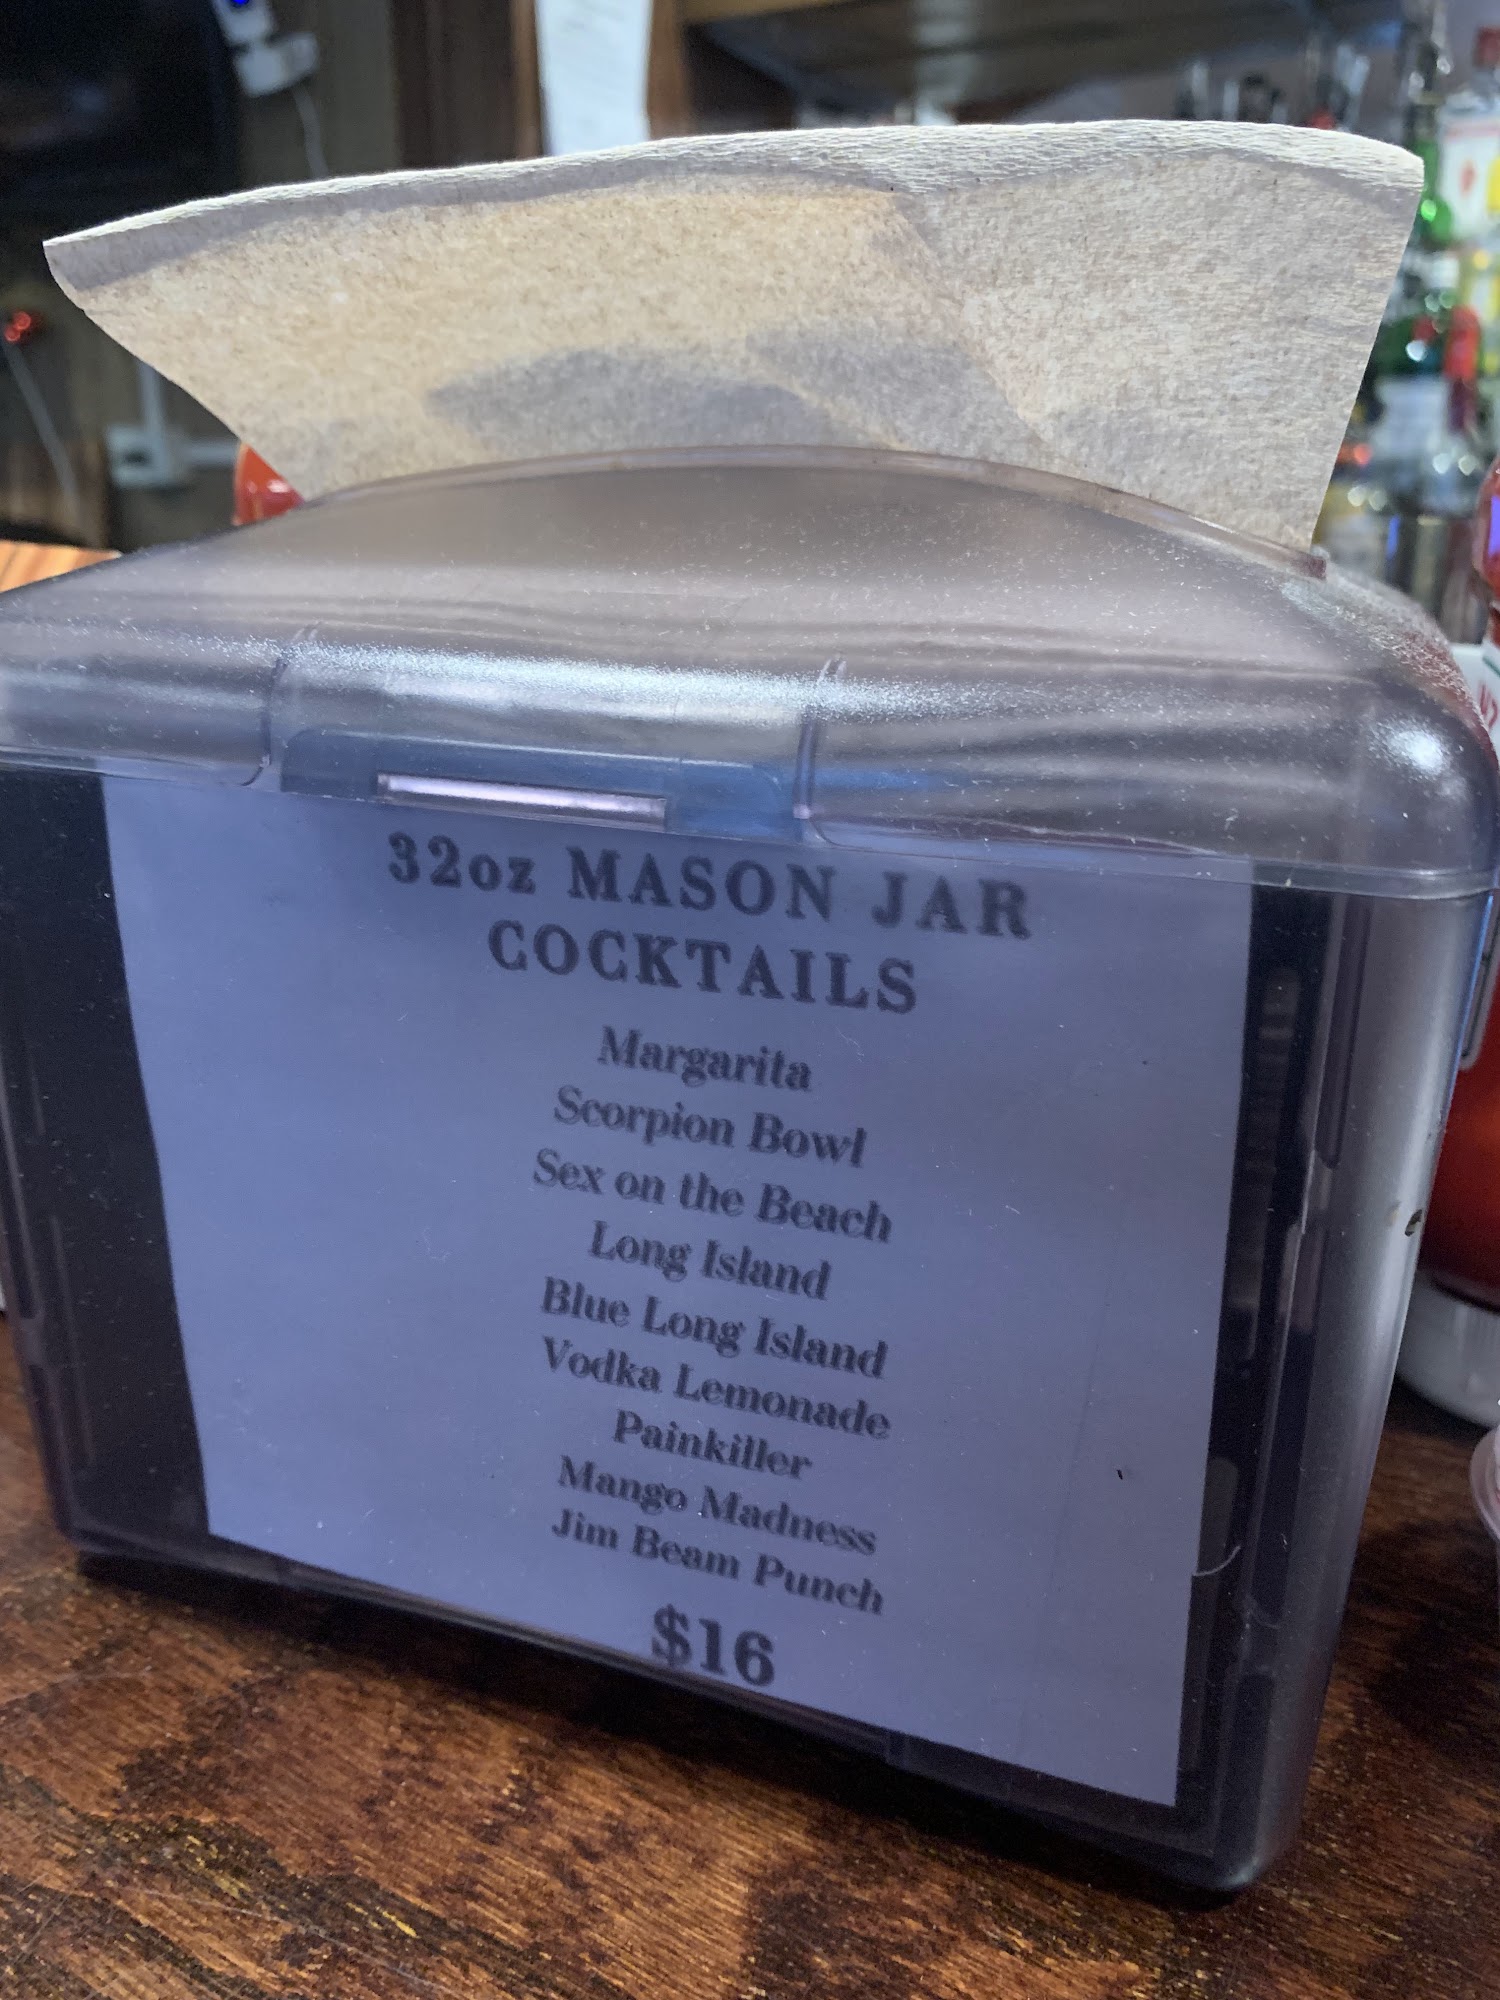 32oz MASON JAR
COCKTAILS
Margarita
Scorpion Bowl
Sex on the Beach
Long Island
Blue Long Island
Vodka Lemonade
Painkiller
Mango Madness
Jim Beam Punch
$16